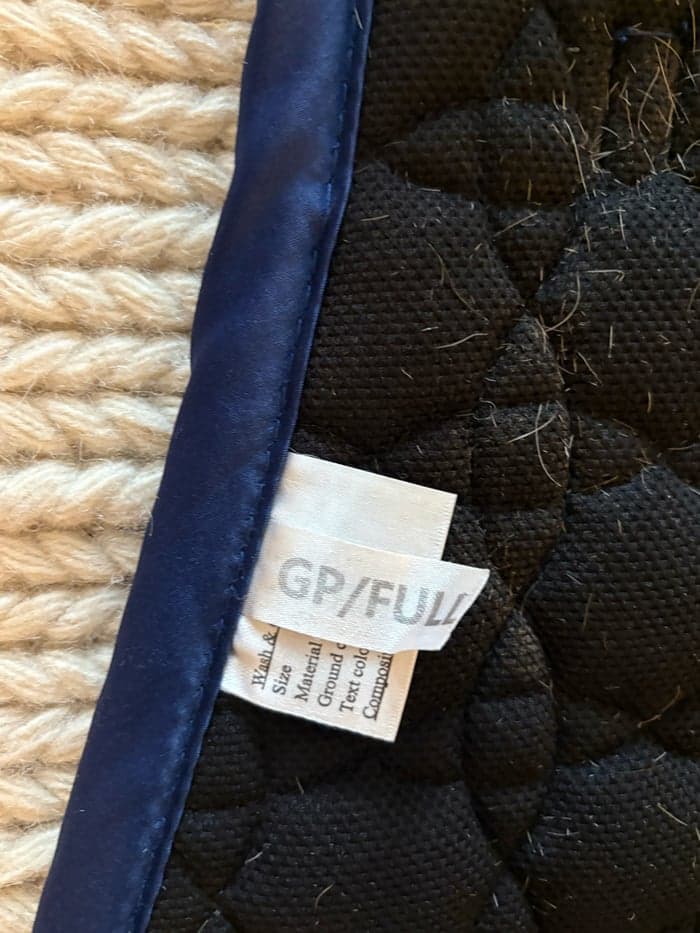 GP/FULL
Wash &
Size
Material
Ground
Text